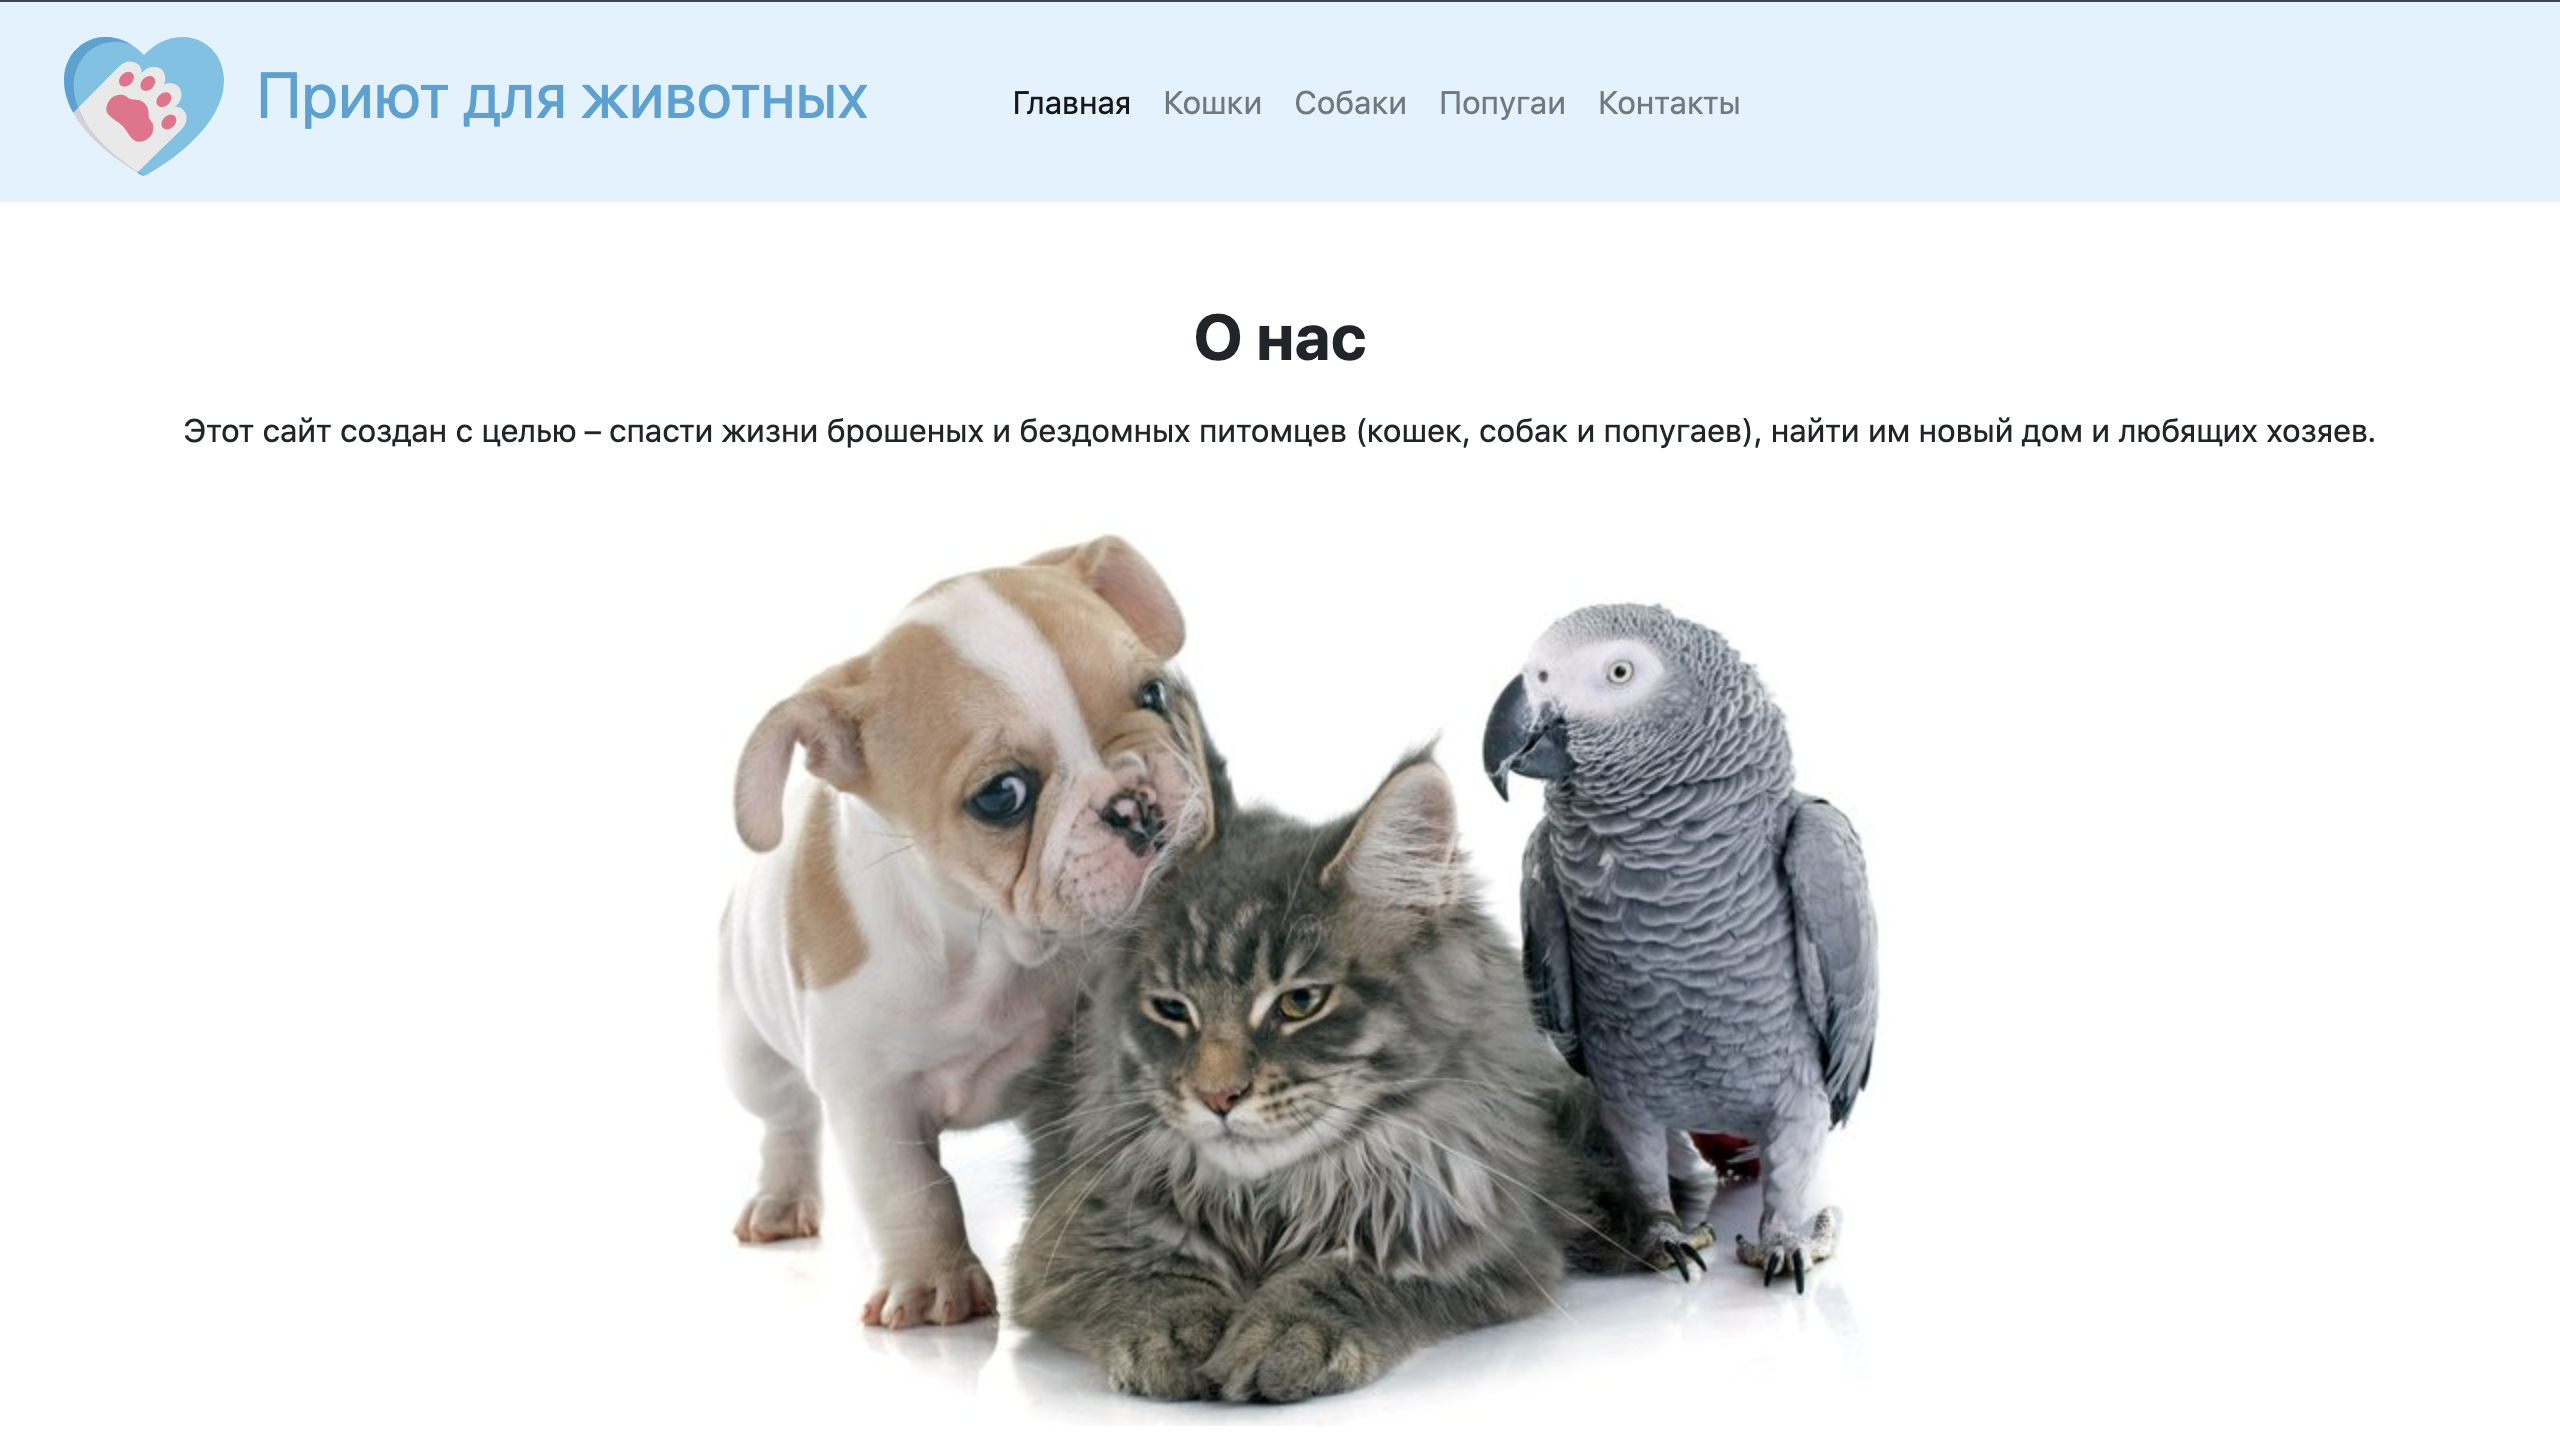 Приют для животных
Главная Кошки Собаки Попугаи Контакты
О нас
Этот сайт создан с целью – спасти жизни брошеных и бездомных питомцев (кошек, собак и попугаев), найти им новый дом и любящих хозяев.